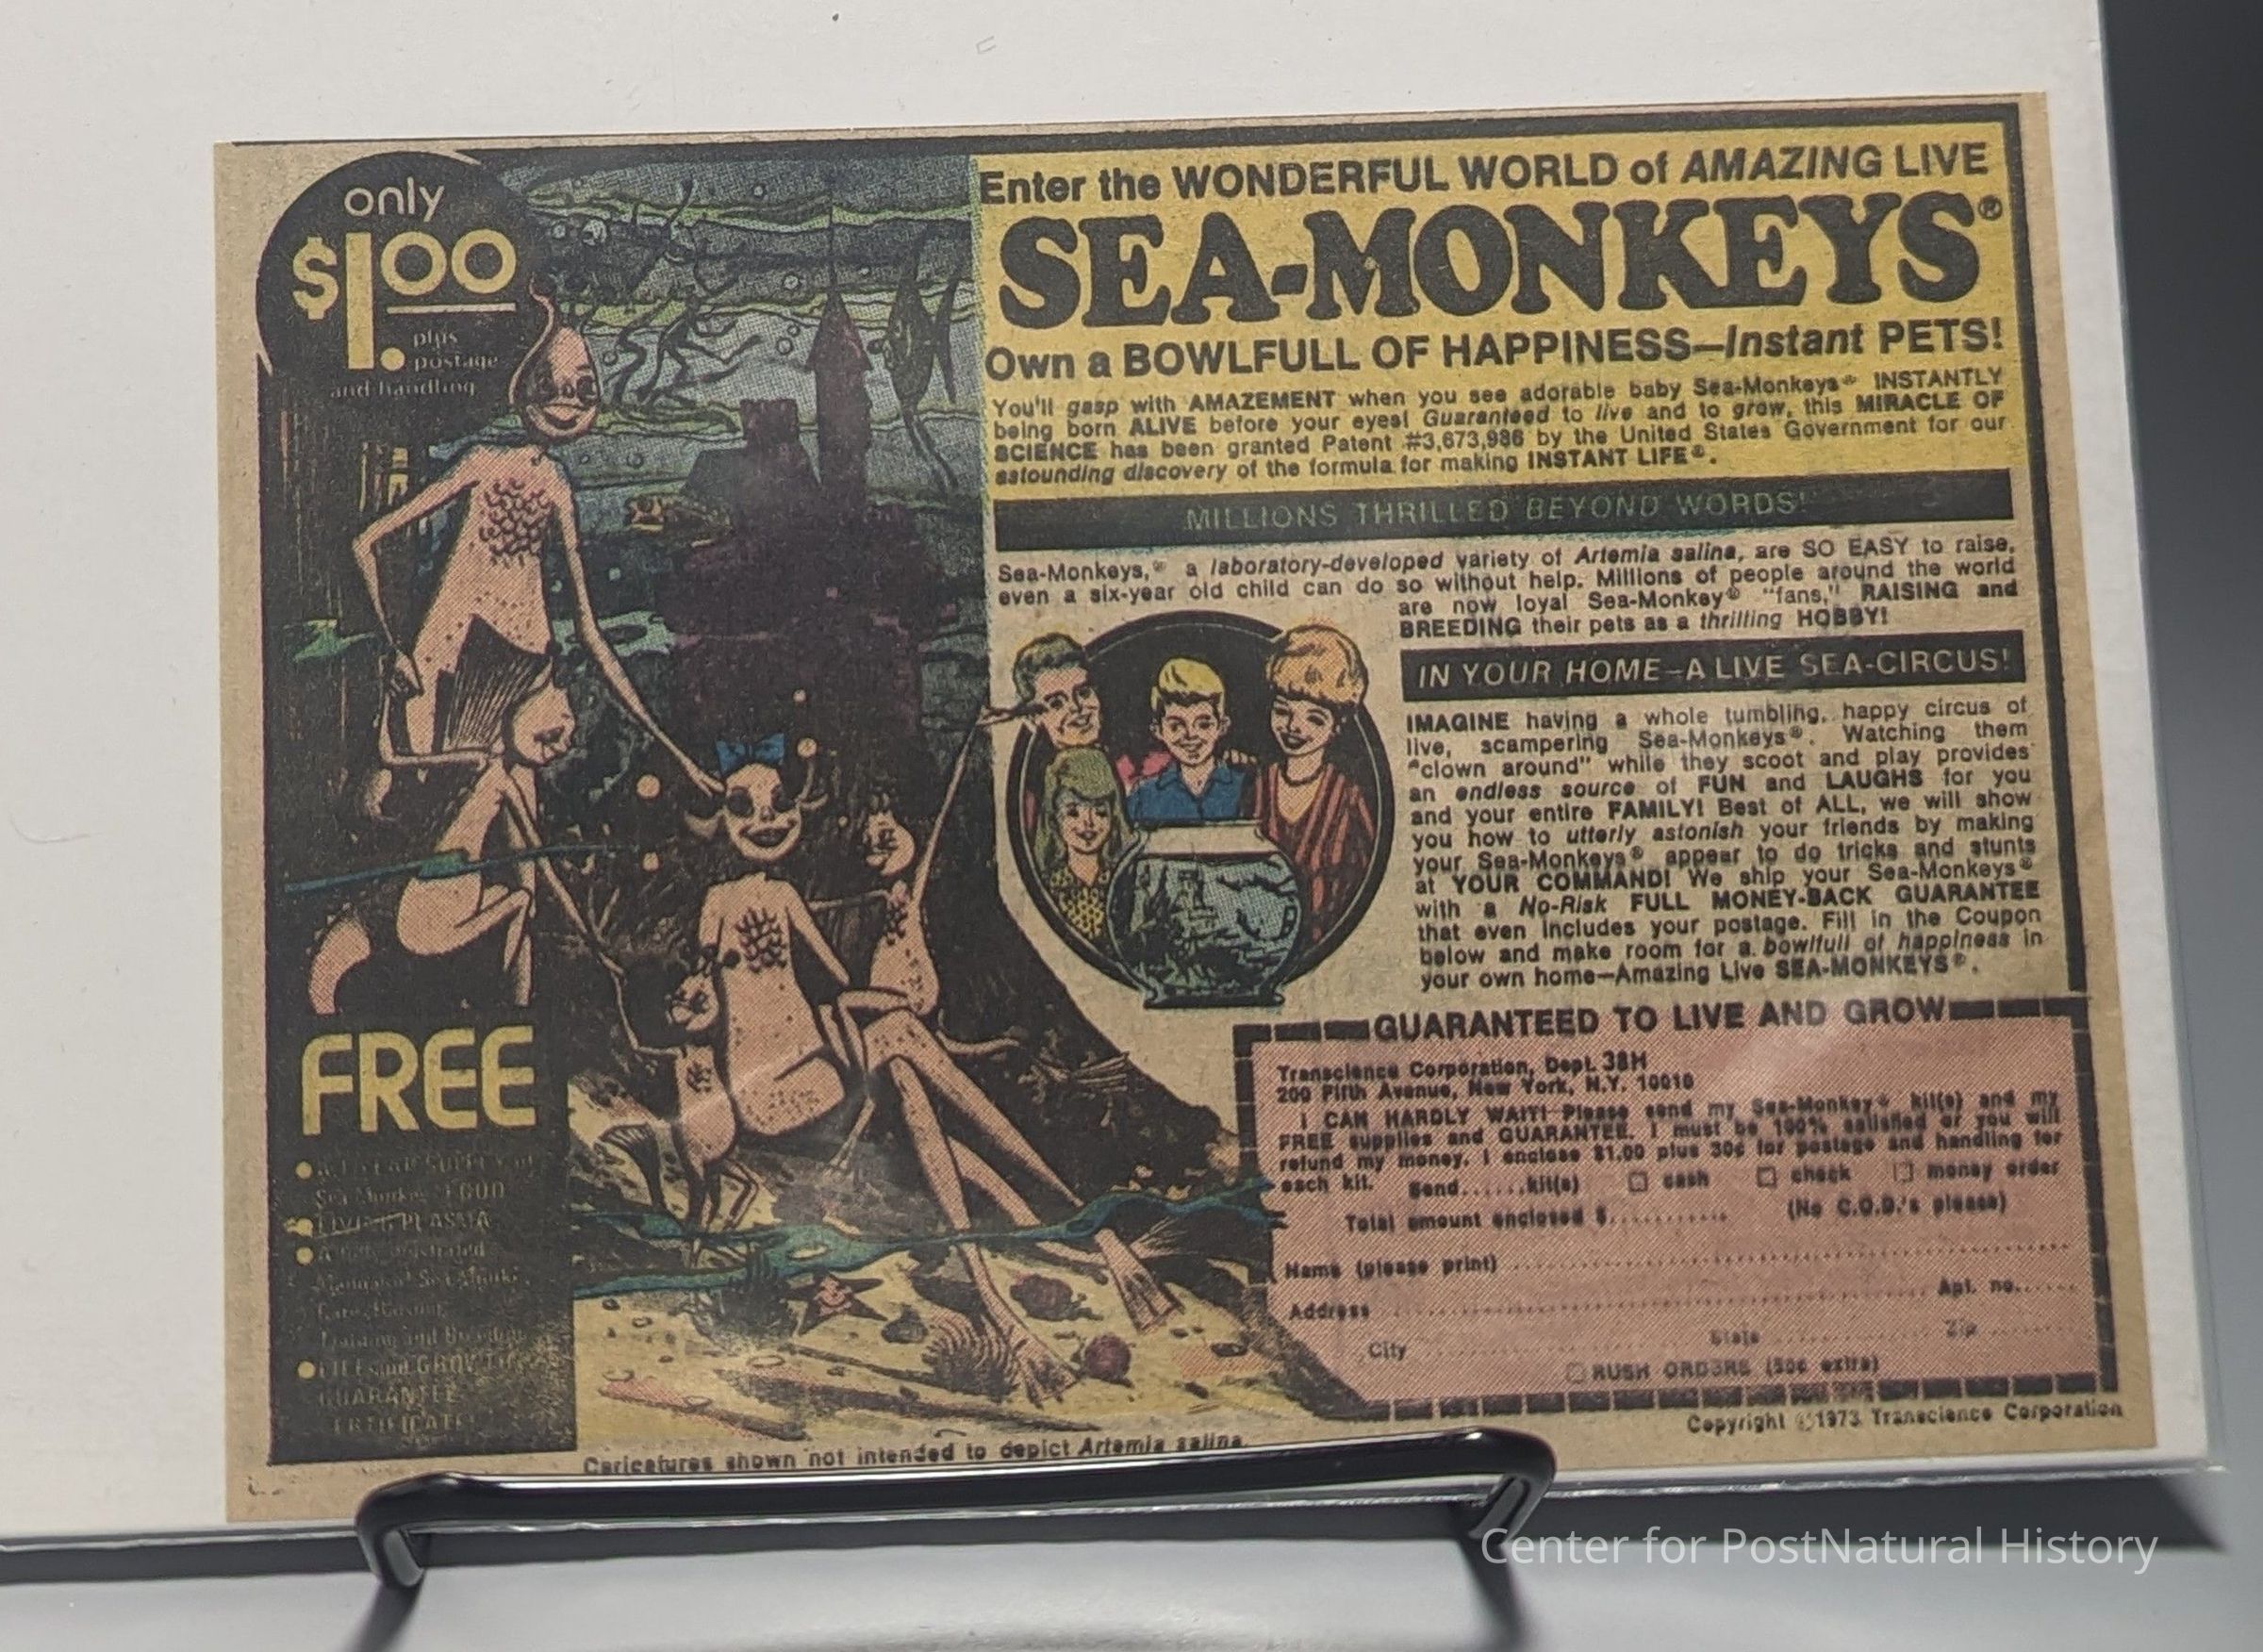 only
$1.00
plus
postage
and handling
Enter the WONDERFUL WORLD of AMAZING LIVE
SEA-MONKEYS®
Own a BOWLFULL OF HAPPINESS—Instant PETS!
You'll gasp with AMAZEMENT when you see adorable baby Sea-Monkeys® INSTANTLY
being born ALIVE before your eyes! Guaranteed to live and to grow, this MIRACLE OF
SCIENCE has been granted Patent #3,673,986 by the United States Government for our
astounding discovery of the formula for making INSTANT LIFE®.
MILLIONS THRILLED BEYOND WORDS!
Sea-Monkeys,® a laboratory-developed variety of Artemia salina, are SO EASY to raise,
even a six-year old child can do so without help. Millions of people around the world
are now loyal Sea-Monkey® "fans," RAISING and
BREEDING their pets as a thrilling HOBBY!
IN YOUR HOME—A LIVE SEA-CIRCUS!
IMAGINE having a whole tumbling, happy circus of
live, scampering Sea-Monkeys®. Watching them
"clown around" while they scoot and play provides
an endless source of FUN and LAUGHS for you
and your entire FAMILY! Best of ALL, we will show
you how to utterly astonish your friends by making
your Sea-Monkeys® appear to do tricks and stunts
at YOUR COMMAND! We ship your Sea-Monkeys®
with a No-Risk FULL MONEY-BACK GUARANTEE
that even includes your postage. Fill in the Coupon
below and make room for a bowlfull of happiness in
your own home—Amazing Live SEA-MONKEYS®.
FREE
SUPPLY of
Sea-Monkey® FOOD
LIVING PLASMA
GUARANTEE
CERTIFICATE!
GUARANTEED TO LIVE AND GROW
Transcience Corporation, Dept. 38H
200 Fifth Avenue, New York, N.Y. 10010
I CAN HARDLY WAIT! Please send my Sea-Monkey® kit(s) and my
FREE supplies and GUARANTEE. I must be 100% satisfied or you will
refund my money. I enclose $1.00 plus 30¢ for postage and handling for
each kit. Send.......kit(s) □ cash □ check □ money order
Total amount enclosed $............ (No C.O.D.'s please)
Name (please print)
Address Apt. no......
City State Zip
□ RUSH ORDERS (50¢ extra)
Copyright ©1973 Transcience Corporation
Caricatures shown not intended to depict Artemia salina.
Center for PostNatural History